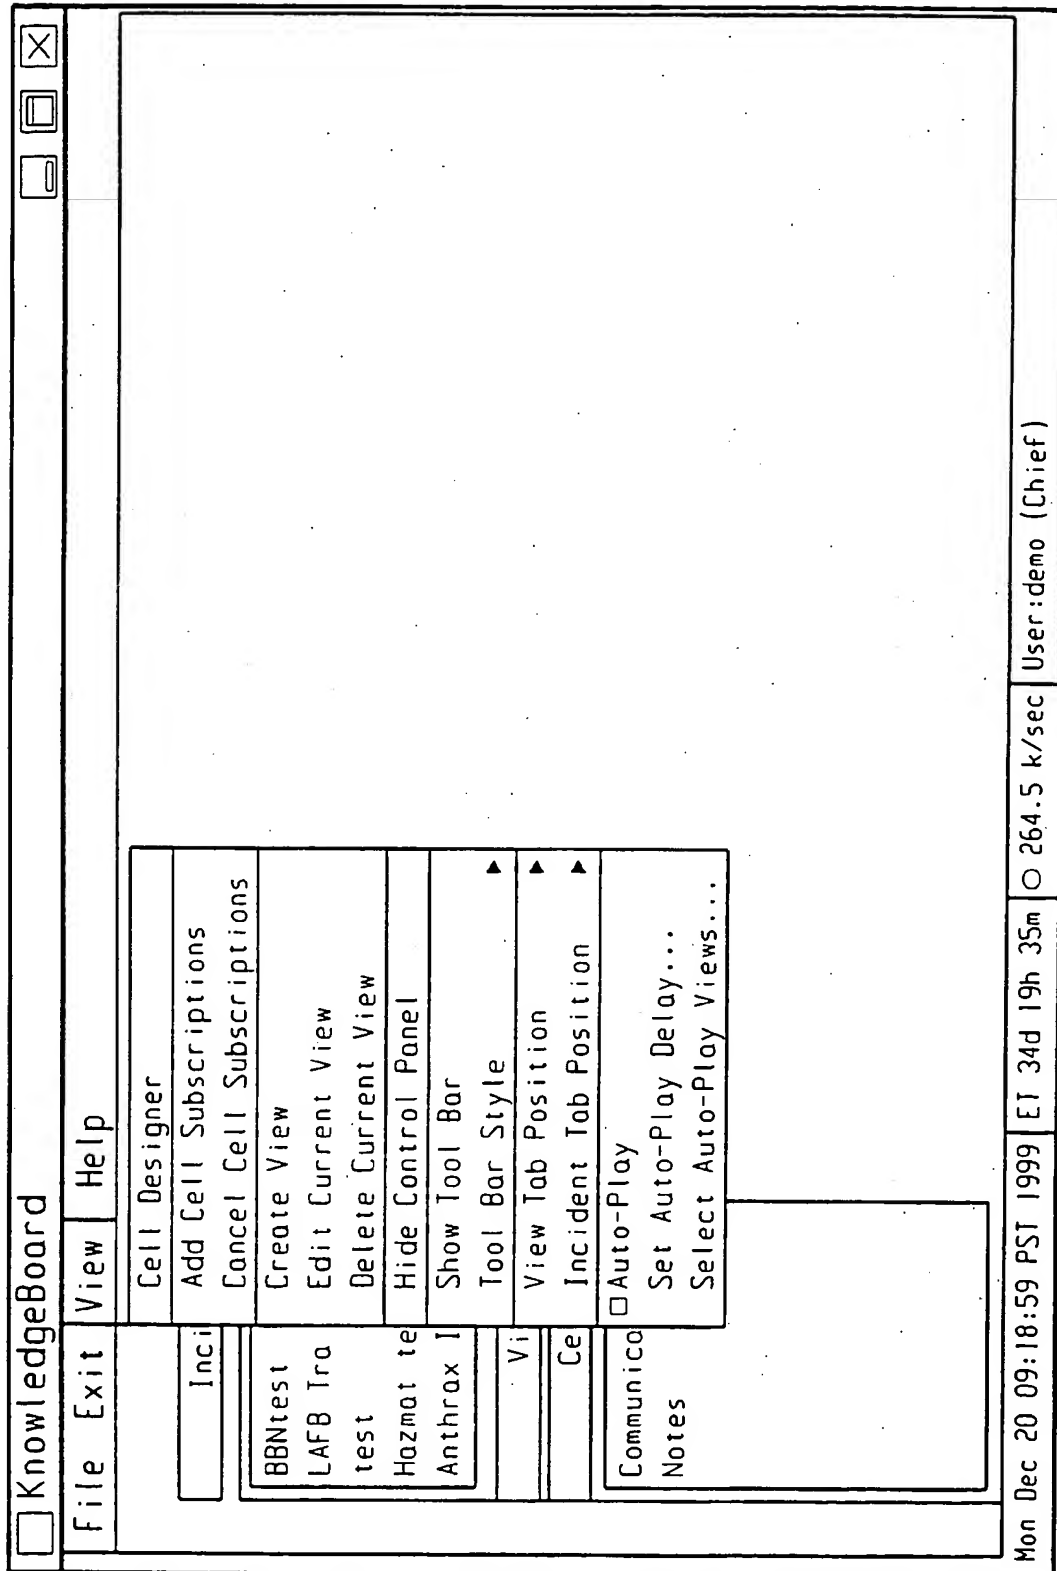 KnowledgeBoard
File Exit View Help
Cell Designer
Add Cell Subscriptions
Cancel Cell Subscriptions
Create View
Edit Current View
Delete Current View
Hide Control Panel
Show Tool Bar
Tool Bar Style
View Tab Position
Incident Tab Position
Auto-Play
Set Auto-Play Delay...
Select Auto-Play Views...
Inci
BBNtest
LAFB Tra
test
Hazmat te
Anthrax I
Vi
Ce
Communica
Notes
Mon Dec 20 09:18:59 PST 1999 ET 34d 19h 35m 264.5 k/sec User:demo (Chief)